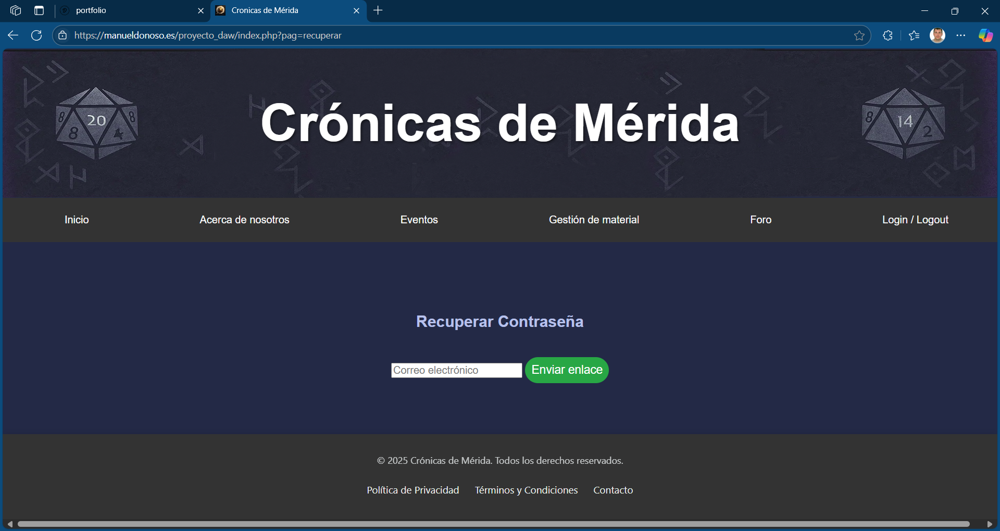 portfolio
Cronicas de Mérida
https://manueldonoso.es/proyecto_daw/index.php?pag=recuperar
Crónicas de Mérida
20
8
8
8
4
14
8
2
Inicio
Acerca de nosotros
Eventos
Gestión de material
Foro
Login / Logout
Recuperar Contraseña
Correo electrónico
Enviar enlace
© 2025 Crónicas de Mérida. Todos los derechos reservados.
Política de Privacidad
Términos y Condiciones
Contacto